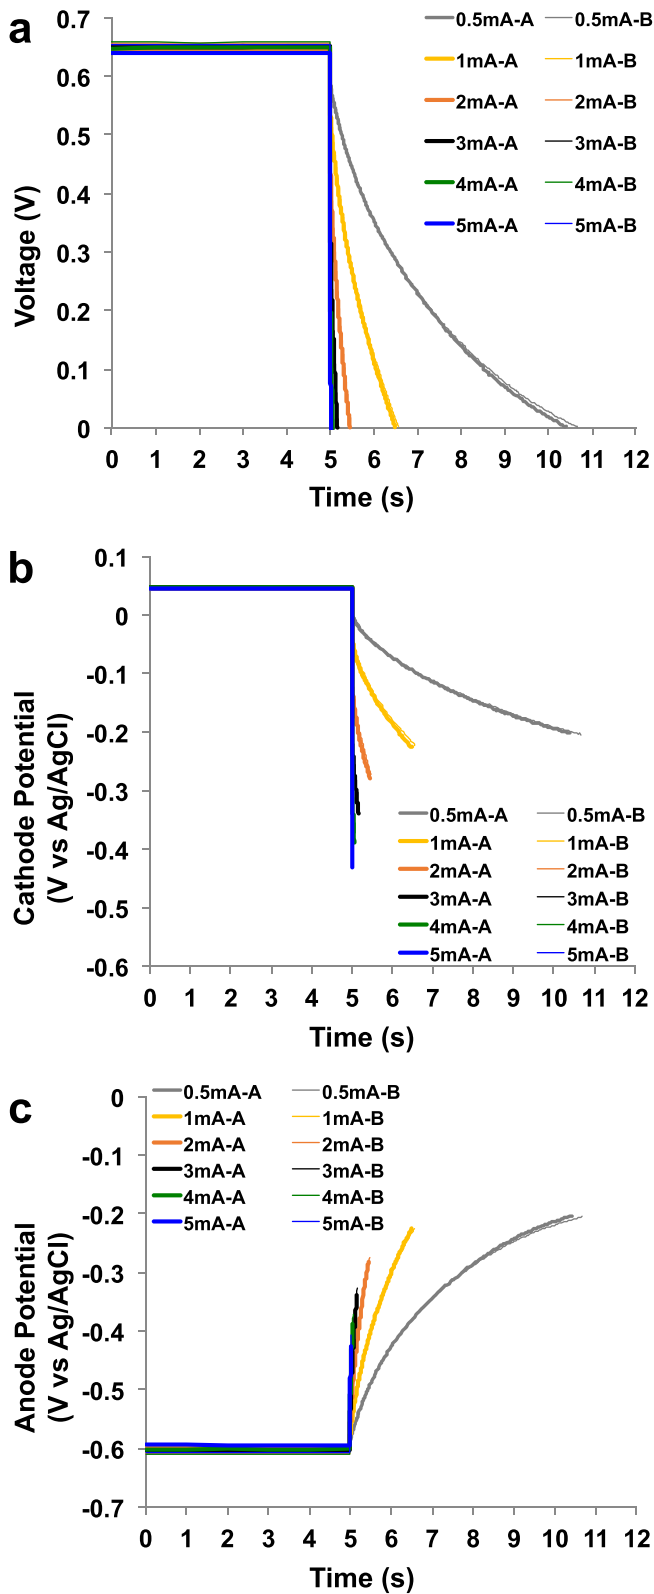 a
0.7
0.6
0.5
0.4
0.3
0.2
0.1
0
Voltage (V)
0 1 2 3 4 5 6 7 8 9 10 11 12
Time (s)
0.5mA-A 0.5mA-B
1mA-A 1mA-B
2mA-A 2mA-B
3mA-A 3mA-B
4mA-A 4mA-B
5mA-A 5mA-B
b
0.1
0
-0.1
-0.2
-0.3
-0.4
-0.5
-0.6
Cathode Potential
(V vs Ag/AgCl)
0 1 2 3 4 5 6 7 8 9 10 11 12
Time (s)
0.5mA-A 0.5mA-B
1mA-A 1mA-B
2mA-A 2mA-B
3mA-A 3mA-B
4mA-A 4mA-B
5mA-A 5mA-B
c
0
-0.1
-0.2
-0.3
-0.4
-0.5
-0.6
-0.7
Anode Potential
(V vs Ag/AgCl)
0 1 2 3 4 5 6 7 8 9 10 11 12
Time (s)
0.5mA-A 0.5mA-B
1mA-A 1mA-B
2mA-A 2mA-B
3mA-A 3mA-B
4mA-A 4mA-B
5mA-A 5mA-B